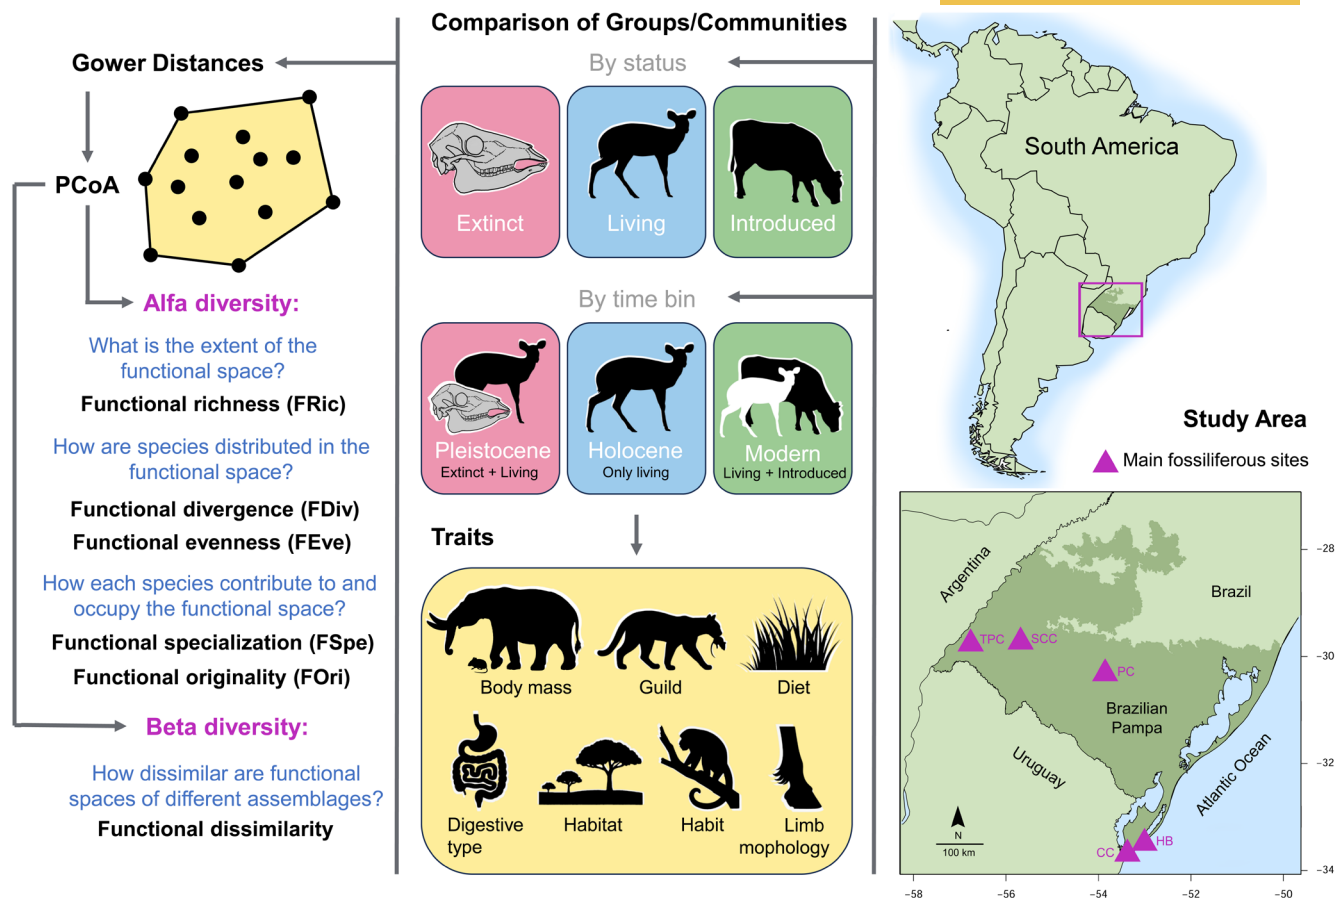 Gower Distances
PCoA
Alfa diversity:
What is the extent of the
functional space?
Functional richness (FRic)
How are species distributed in the
functional space?
Functional divergence (FDiv)
Functional evenness (FEve)
How each species contribute to and
occupy the functional space?
Functional specialization (FSpe)
Functional originality (FOri)
Beta diversity:
How dissimilar are functional
spaces of different assemblages?
Functional dissimilarity
Comparison of Groups/Communities
By status
Extinct
Living
Introduced
By time bin
Pleistocene
Extinct + Living
Holocene
Only living
Modern
Living + Introduced
Traits
Body mass
Guild
Diet
Digestive
type
Habitat
Habit
Limb
mophology
South America
Study Area
Main fossiliferous sites
Argentina
Brazil
TPC
SCC
PC
Brazilian
Pampa
Uruguay
Atlantic Ocean
N
100 km
CC
HB
−28
−30
−32
−34
−58
−56
−54
−52
−50